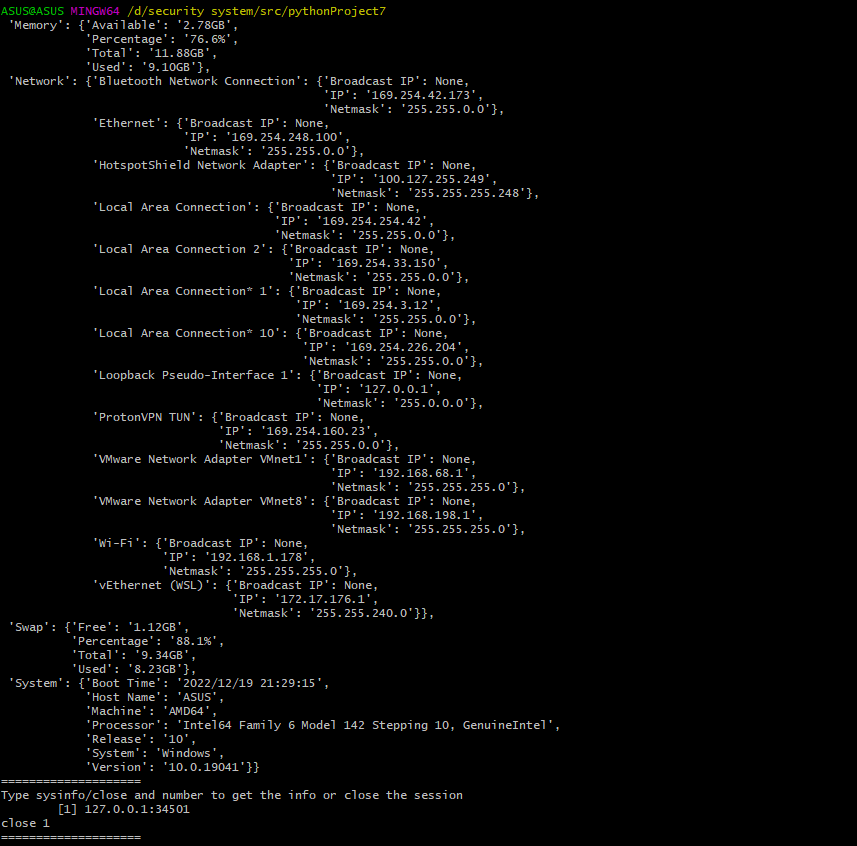 ASUS@ASUS MINGW64 /d/security system/src/pythonProject7
 'Memory': {'Available': '2.78GB',
            'Percentage': '76.6%',
            'Total': '11.88GB',
            'Used': '9.10GB'},
 'Network': {'Bluetooth Network Connection': {'Broadcast IP': None,
                                              'IP': '169.254.42.173',
                                              'Netmask': '255.255.0.0'},
             'Ethernet': {'Broadcast IP': None,
                          'IP': '169.254.248.100',
                          'Netmask': '255.255.0.0'},
             'HotspotShield Network Adapter': {'Broadcast IP': None,
                                               'IP': '100.127.255.249',
                                               'Netmask': '255.255.255.248'},
             'Local Area Connection': {'Broadcast IP': None,
                                       'IP': '169.254.254.42',
                                       'Netmask': '255.255.0.0'},
             'Local Area Connection 2': {'Broadcast IP': None,
                                         'IP': '169.254.33.150',
                                         'Netmask': '255.255.0.0'},
             'Local Area Connection* 1': {'Broadcast IP': None,
                                          'IP': '169.254.3.12',
                                          'Netmask': '255.255.0.0'},
             'Local Area Connection* 10': {'Broadcast IP': None,
                                           'IP': '169.254.226.204',
                                           'Netmask': '255.255.0.0'},
             'Loopback Pseudo-Interface 1': {'Broadcast IP': None,
                                             'IP': '127.0.0.1',
                                             'Netmask': '255.0.0.0'},
             'ProtonVPN TUN': {'Broadcast IP': None,
                               'IP': '169.254.160.23',
                               'Netmask': '255.255.0.0'},
             'VMware Network Adapter VMnet1': {'Broadcast IP': None,
                                               'IP': '192.168.68.1',
                                               'Netmask': '255.255.255.0'},
             'VMware Network Adapter VMnet8': {'Broadcast IP': None,
                                               'IP': '192.168.198.1',
                                               'Netmask': '255.255.255.0'},
             'Wi-Fi': {'Broadcast IP': None,
                       'IP': '192.168.1.178',
                       'Netmask': '255.255.255.0'},
             'vEthernet (WSL)': {'Broadcast IP': None,
                                 'IP': '172.17.176.1',
                                 'Netmask': '255.255.240.0'}},
 'Swap': {'Free': '1.12GB',
          'Percentage': '88.1%',
          'Total': '9.34GB',
          'Used': '8.23GB'},
 'System': {'Boot Time': '2022/12/19 21:29:15',
            'Host Name': 'ASUS',
            'Machine': 'AMD64',
            'Processor': 'Intel64 Family 6 Model 142 Stepping 10, GenuineIntel',
            'Release': '10',
            'System': 'Windows',
            'Version': '10.0.19041'}}
====================
Type sysinfo/close and number to get the info or close the session
        [1] 127.0.0.1:34501
close 1
====================